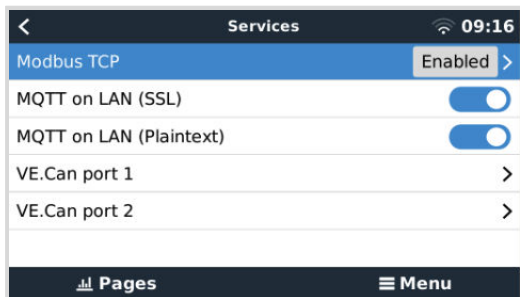 Services 09:16
Modbus TCP Enabled
MQTT on LAN (SSL)
MQTT on LAN (Plaintext)
VE.Can port 1
VE.Can port 2
Pages Menu